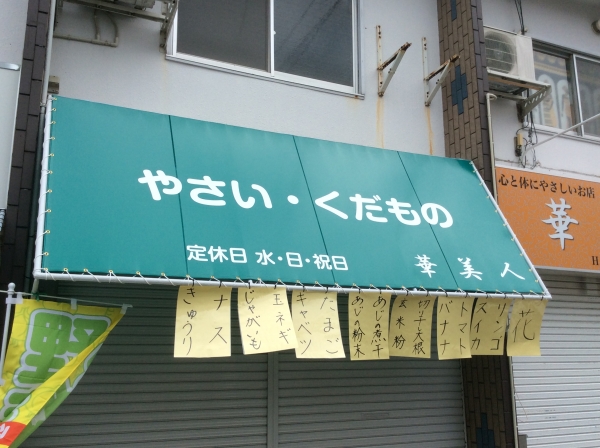 やさい・くだもの
定休日 水・日・祝日
華美人
心と体にやさしいお店
華
H
花
リンゴ
スイカ
トマト
バナナ
切干大根
玄米粉
あじの煮干
あじの粉末
たまご
キャベツ
玉ネギ
じゃがいも
ナス
きゅうり
野